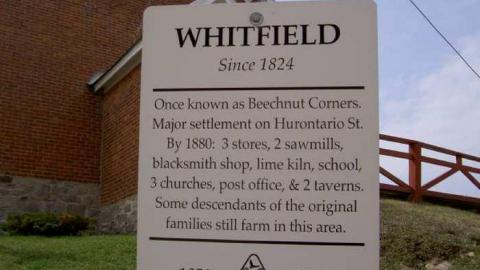 WHITFIELD
Since 1824
Once known as Beechnut Corners.
Major settlement on Hurontario St.
By 1880: 3 stores, 2 sawmills,
blacksmith shop, lime kiln, school,
3 churches, post office, & 2 taverns.
Some descendants of the original
families still farm in this area.